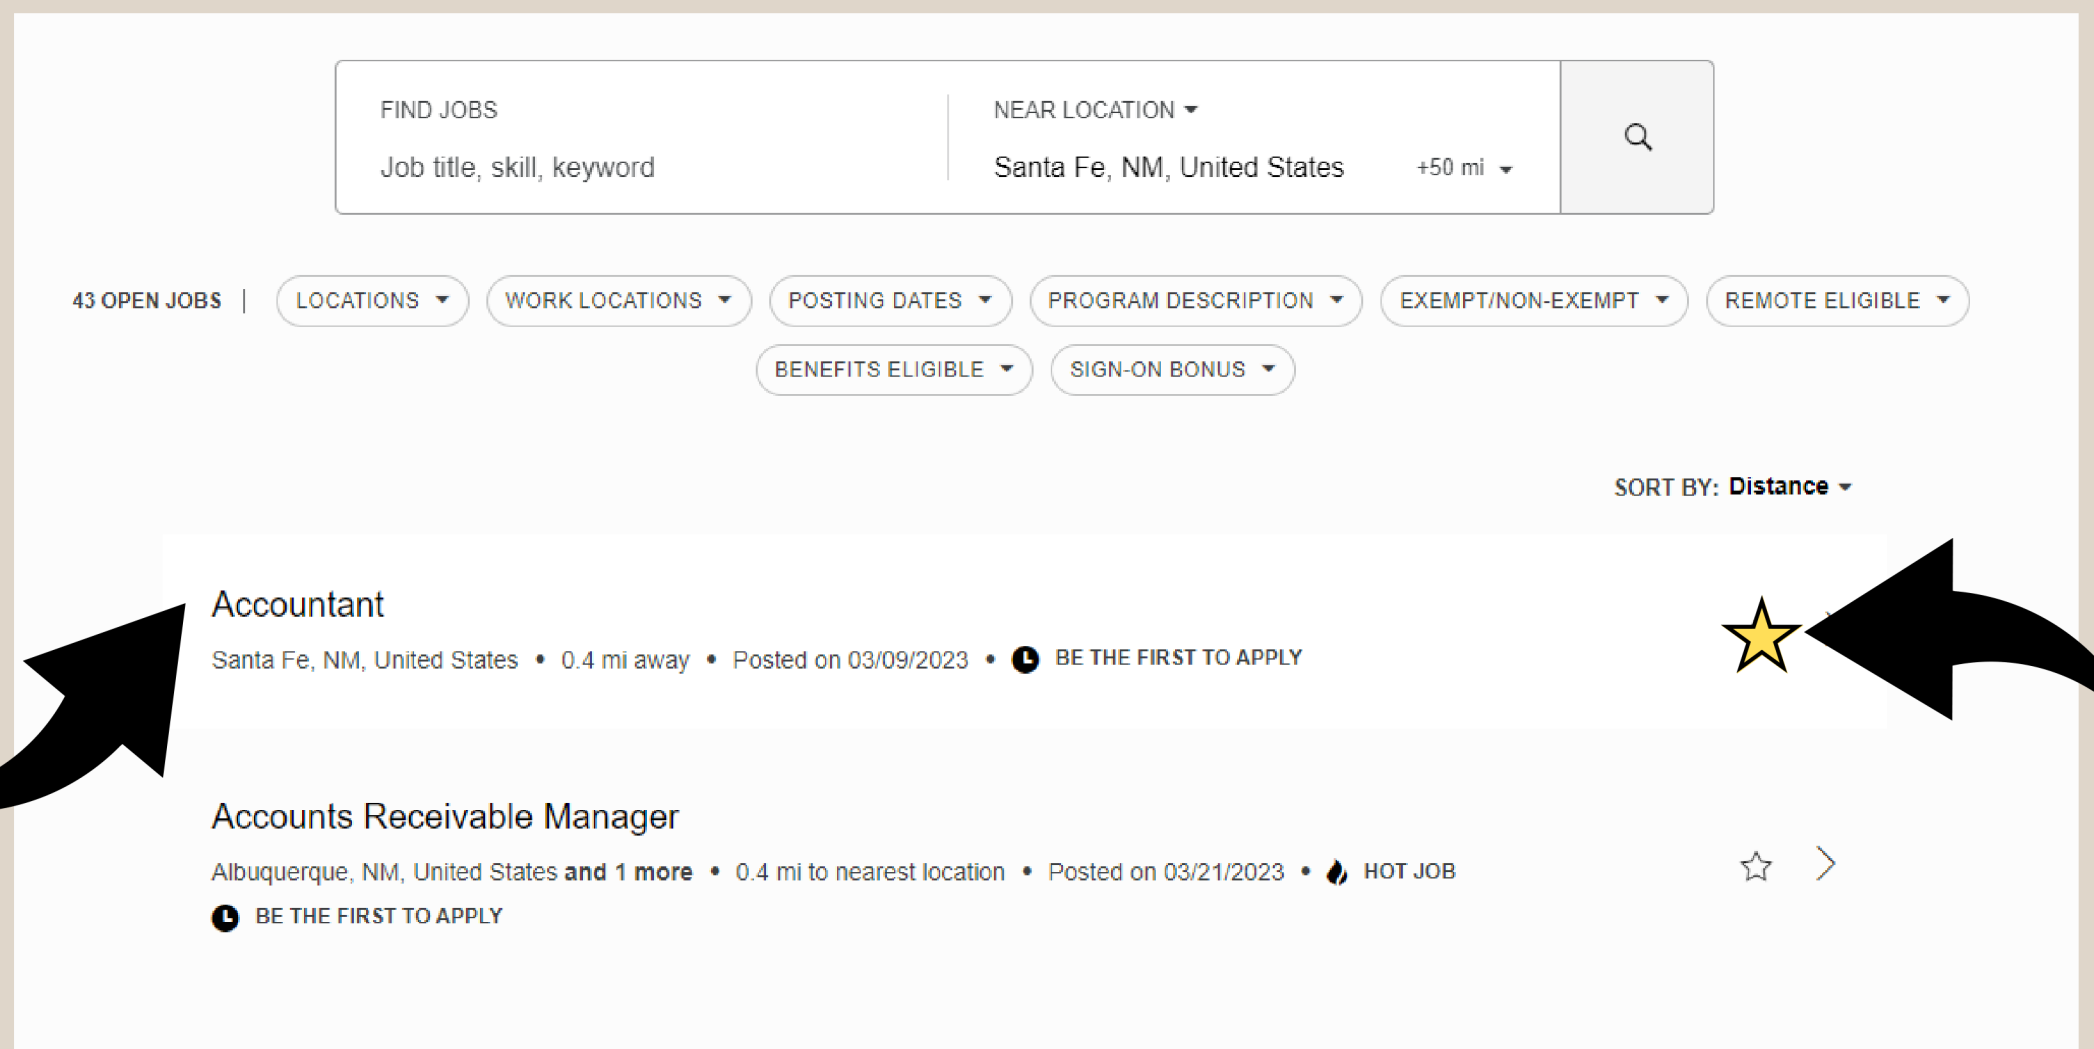 FIND JOBS
NEAR LOCATION
Job title, skill, keyword
Santa Fe, NM, United States
+50 mi
43 OPEN JOBS
LOCATIONS
WORK LOCATIONS
POSTING DATES
PROGRAM DESCRIPTION
EXEMPT/NON-EXEMPT
REMOTE ELIGIBLE
BENEFITS ELIGIBLE
SIGN-ON BONUS
SORT BY: Distance
Accountant
Santa Fe, NM, United States • 0.4 mi away • Posted on 03/09/2023 • BE THE FIRST TO APPLY
Accounts Receivable Manager
Albuquerque, NM, United States and 1 more • 0.4 mi to nearest location • Posted on 03/21/2023 • HOT JOB
BE THE FIRST TO APPLY